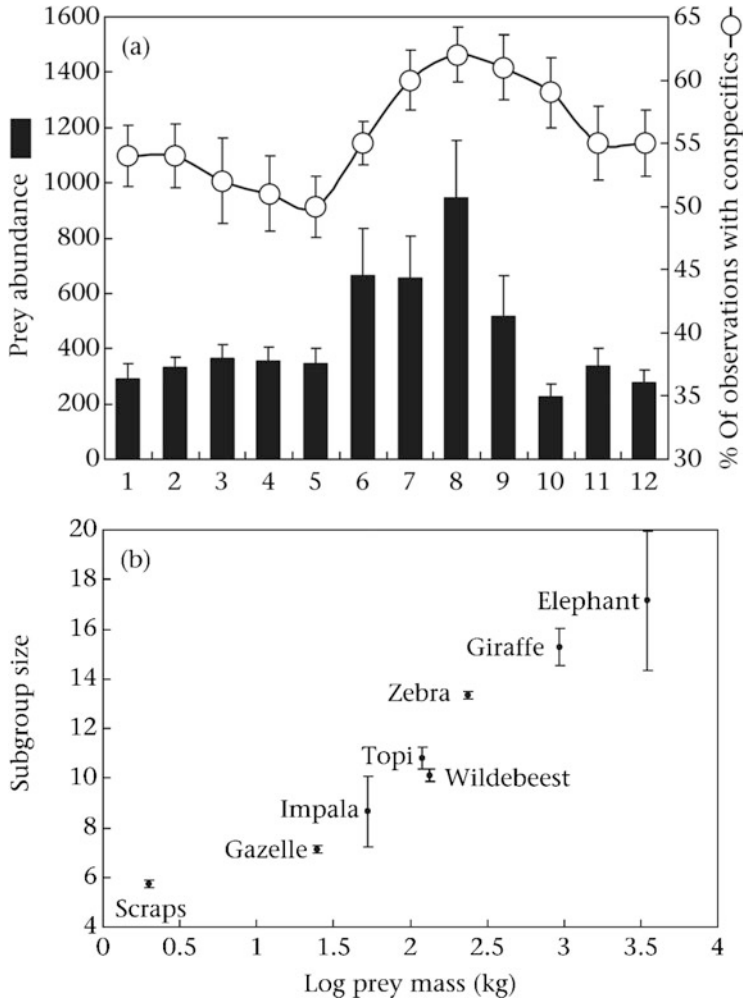 (a)
Prey abundance
1600
1400
1200
1000
800
600
400
200
0
65
60
55
50
45
40
35
30
% Of observations with conspecifics
1 2 3 4 5 6 7 8 9 10 11 12
(b)
Subgroup size
20
18
16
14
12
10
8
6
4
Elephant
Giraffe
Zebra
Topi
Wildebeest
Impala
Gazelle
Scraps
0 0.5 1 1.5 2 2.5 3 3.5 4
Log prey mass (kg)